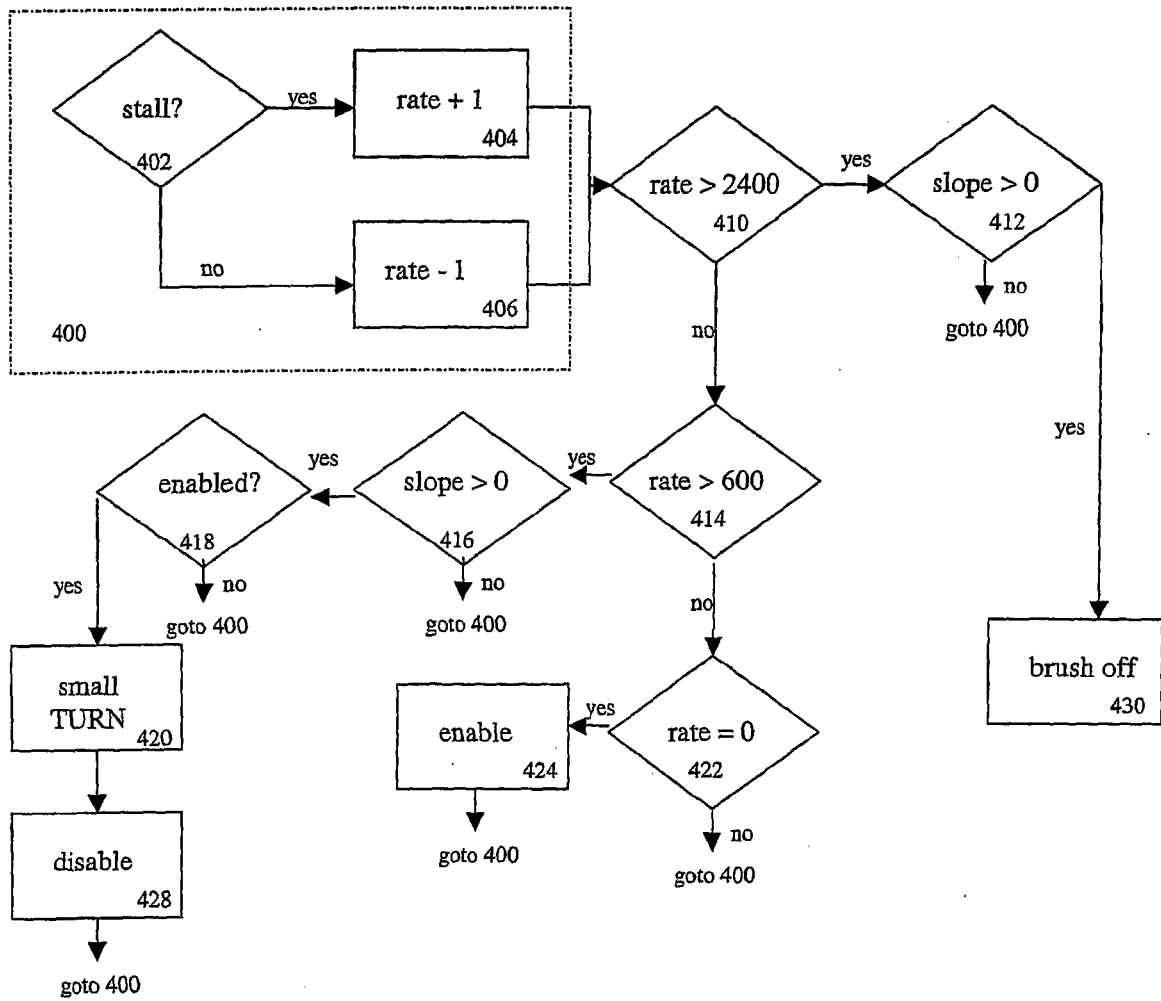 stall?
402
yes
rate + 1
404
no
rate - 1
406
400
rate > 2400
410
yes
slope > 0
412
no
goto 400
yes
brush off
430
no
rate > 600
414
yes
slope > 0
416
no
goto 400
yes
enabled?
418
no
goto 400
yes
small
TURN
420
disable
428
goto 400
no
rate = 0
422
yes
enable
424
goto 400
no
goto 400